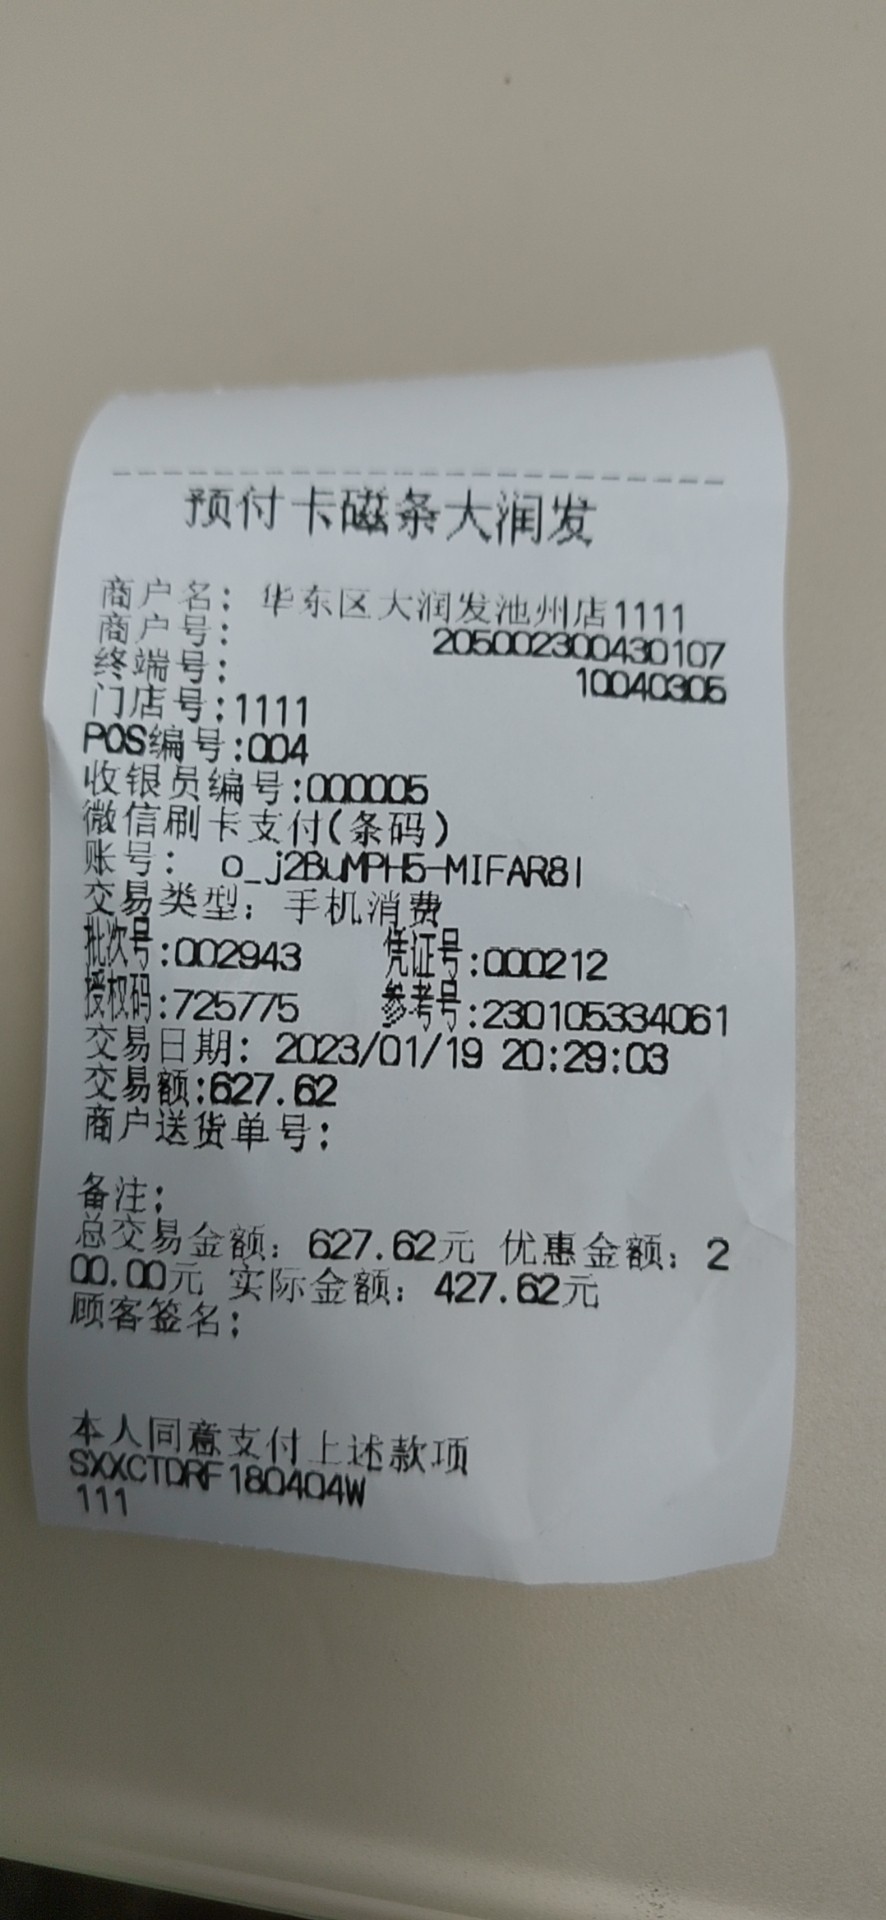 预付卡磁条大润发
商户名: 华东区大润发池州店1111
商户号: 205002300430107
终端号: 10040305
门店号:1111
POS编号:004
收银员编号:000005
微信刷卡支付(条码)
账号: o_j2BuMPH5-MIFAR8l
交易类型: 手机消费
批次号:002943 凭证号:000212
授权码:725775 参考号:230105334061
交易日期: 2023/01/19 20:29:03
交易额:627.62
商户送货单号:
备注:
总交易金额: 627.62元 优惠金额: 2
00.00元 实际金额: 427.62元
顾客签名:
本人同意支付上述款项
SXXCTDRF180404W
111